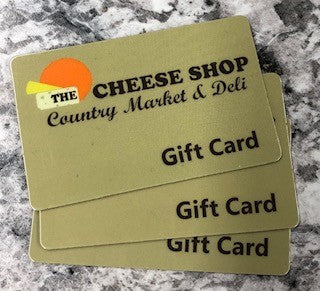 THE CHEESE SHOP
Country Market & Deli
Gift Card
Gift Card
Gift Card